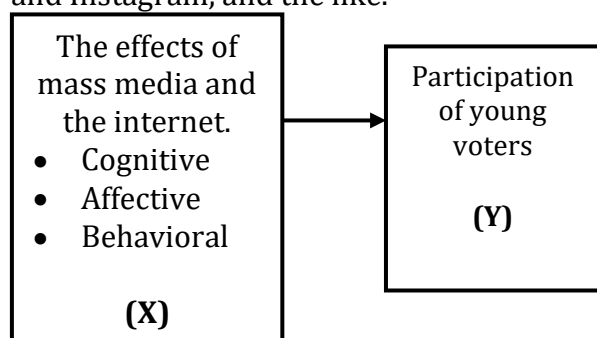 and Instagram, and the like.
The effects of
mass media and
the internet.
• Cognitive
• Affective
• Behavioral
(X)
Participation
of young
voters
(Y)